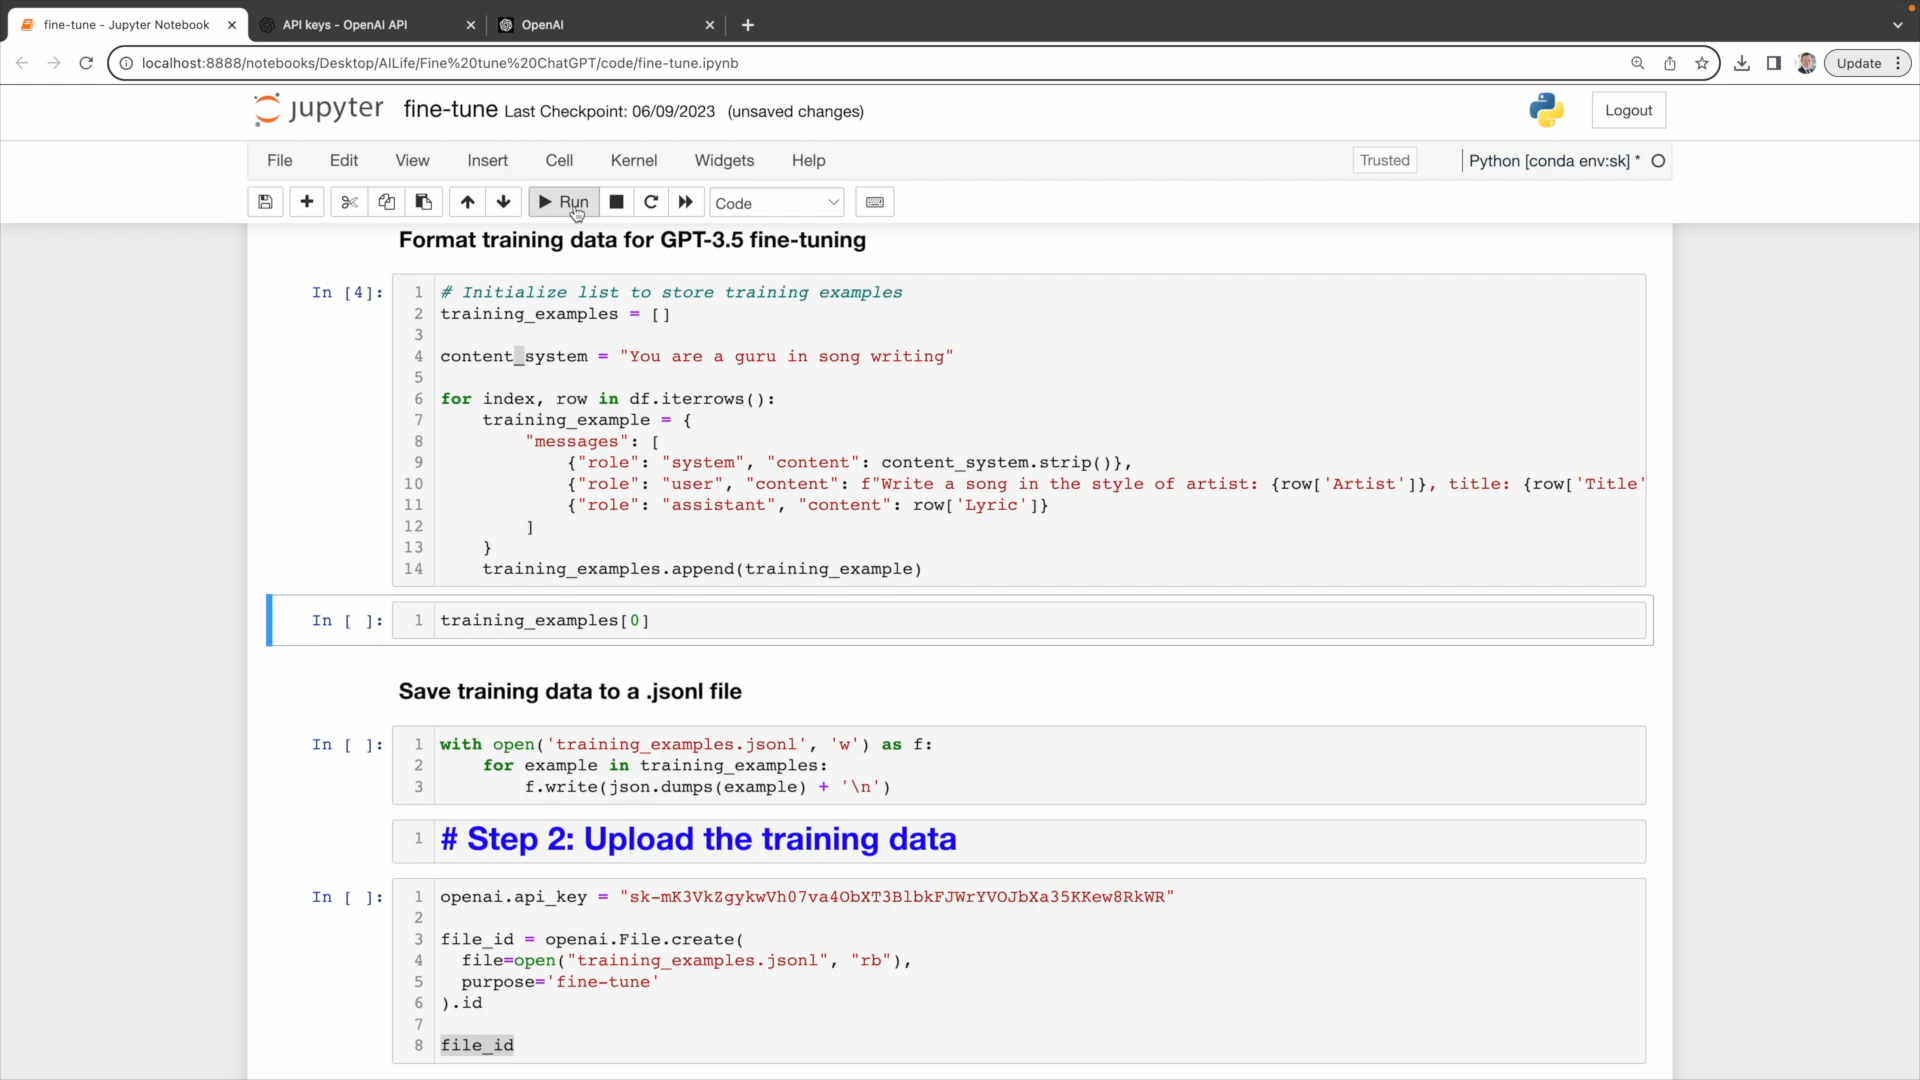 fine-tune - Jupyter Notebook
API keys - OpenAI API
OpenAI
localhost:8888/notebooks/Desktop/AILife/Fine%20tune%20ChatGPT/code/fine-tune.ipynb
Update
jupyter fine-tune Last Checkpoint: 06/09/2023 (unsaved changes)
Logout
File Edit View Insert Cell Kernel Widgets Help
Trusted
Python [conda env:sk] *
Run
Code
Format training data for GPT-3.5 fine-tuning
In [4]:
1 # Initialize list to store training examples
2 training_examples = []
3
4 content_system = "You are a guru in song writing"
5
6 for index, row in df.iterrows():
7     training_example = {
8         "messages": [
9             {"role": "system", "content": content_system.strip()},
10             {"role": "user", "content": f"Write a song in the style of artist: {row['Artist']}, title: {row['Title'
11             {"role": "assistant", "content": row['Lyric']}
12         ]
13     }
14     training_examples.append(training_example)
In [ ]:
1 training_examples[0]
Save training data to a .jsonl file
In [ ]:
1 with open('training_examples.jsonl', 'w') as f:
2     for example in training_examples:
3         f.write(json.dumps(example) + '\n')
1 # Step 2: Upload the training data
In [ ]:
1 openai.api_key = "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"
2
3 file_id = openai.File.create(
4   file=open("training_examples.jsonl", "rb"),
5   purpose='fine-tune'
6 ).id
7
8 file_id